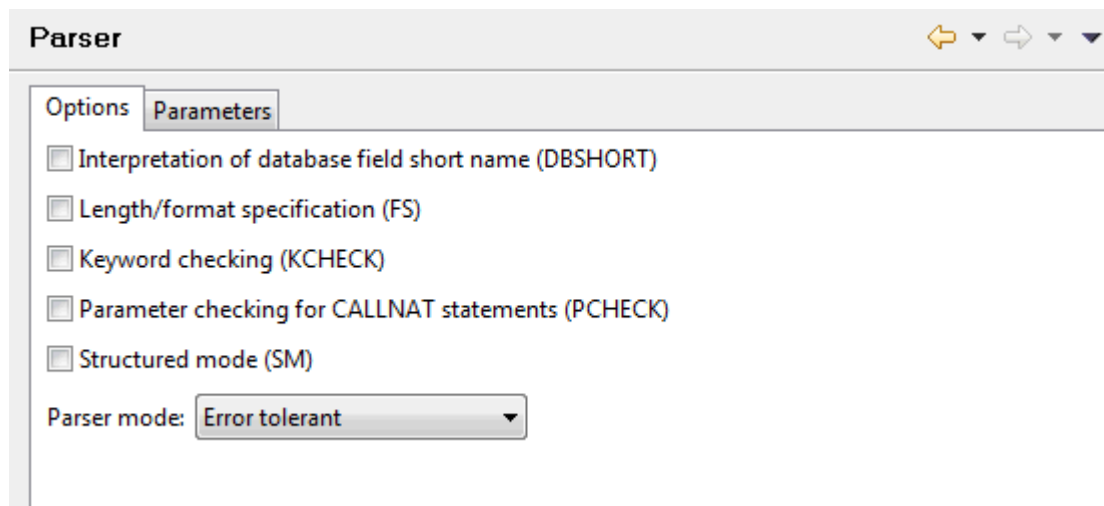 Parser
Options Parameters
Interpretation of database field short name (DBSHORT)
Length/format specification (FS)
Keyword checking (KCHECK)
Parameter checking for CALLNAT statements (PCHECK)
Structured mode (SM)
Parser mode: Error tolerant